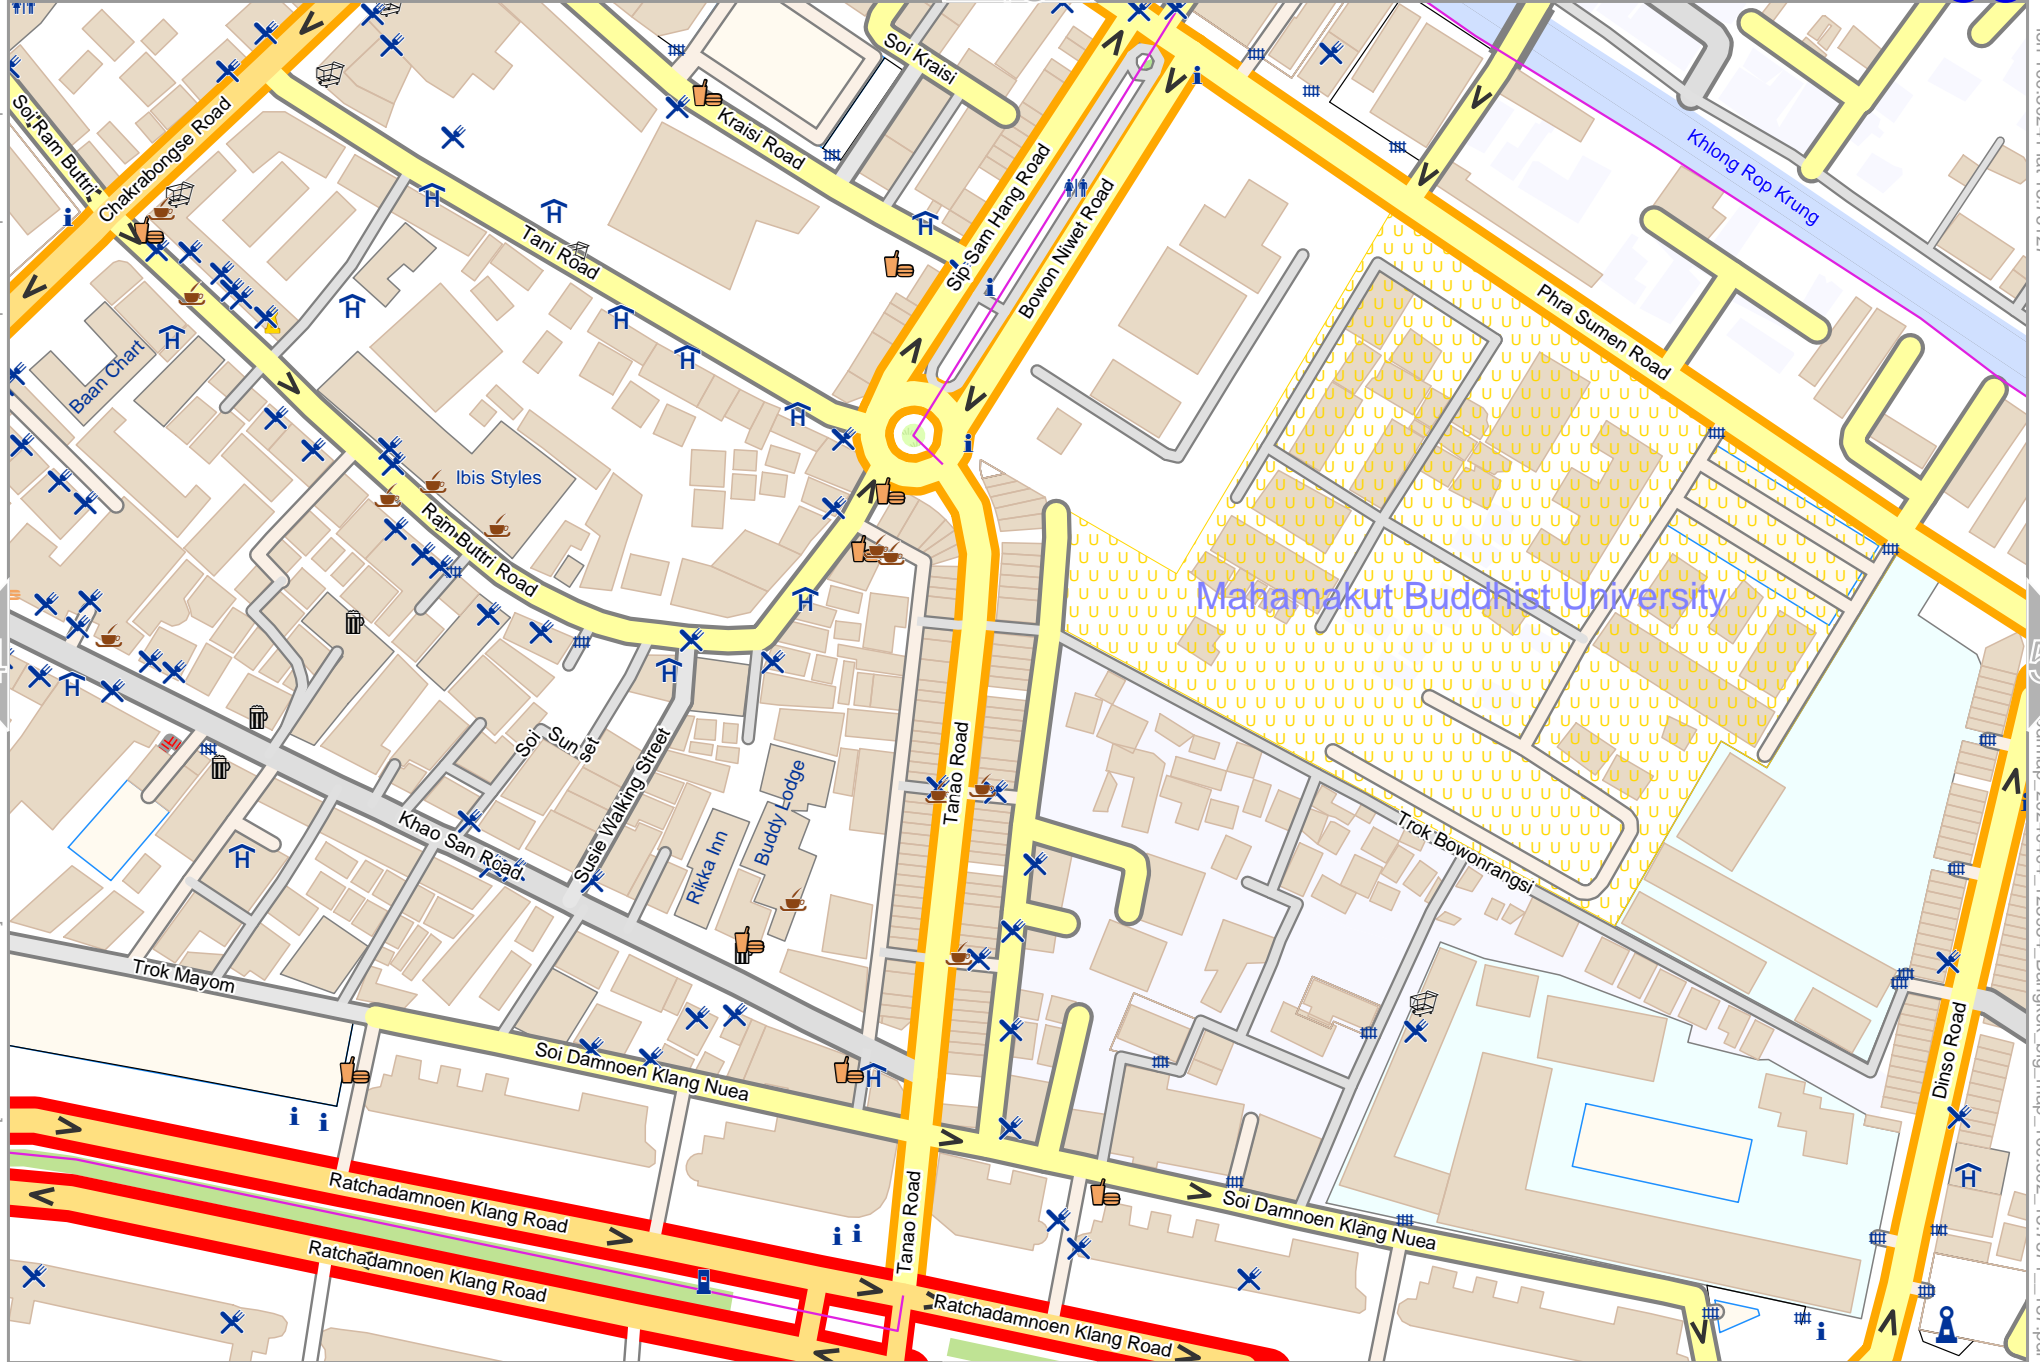 Soi Kraisi
Kraisi Road
Soi Ram Buttri
Chakrabongse Road
Sip Sam Hang Road
Bowon Niwet Road
Khlong Rop Krung
Tani Road
Phra Sumen Road
Baan Chart
Ibis Styles
Ram Buttri Road
Mahamakut Buddhist University
Soi Sun set
Susie Walking Street
Tanao Road
Buddy Lodge
Rikka Inn
Khao San Road
Trok Bowonrangsi
Trok Mayom
Soi Damnoen Klang Nuea
Dinso Road
Ratchadamnoen Klang Road
Tanao Road
Soi Damnoen Klang Nuea
Ratchadamnoen Klang Road
Ratchadamnoen Klang Road